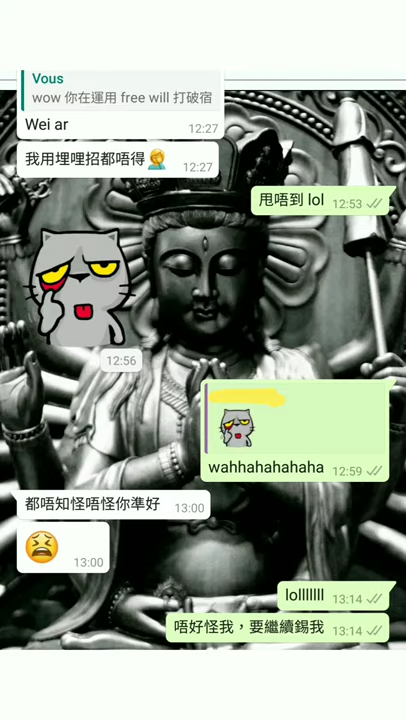 Vous
wow 你在運用 free will 打破宿
Wei ar
12:27
我用埋哩招都唔得🤦
12:27
甩唔到 lol
12:53
12:56
wahhahahahaha
12:59
都唔知怪唔怪你準好
13:00
😫
13:00
lolllllll
13:14
唔好怪我，要繼續錫我
13:14